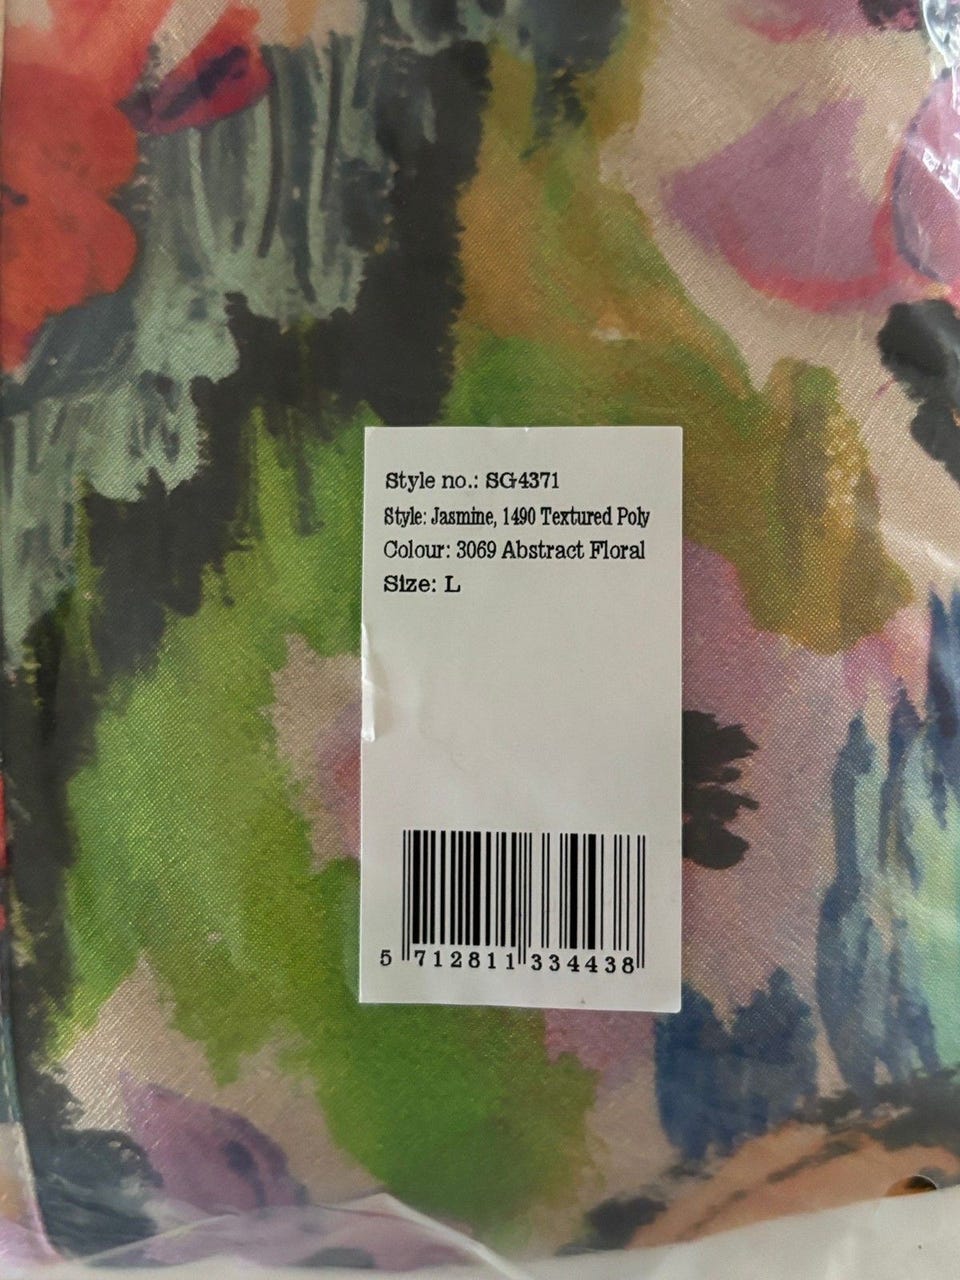 Style no.: SG4371
Style: Jasmine, 1490 Textured Poly
Colour: 3069 Abstract Floral
Size: L
5 712811 334438